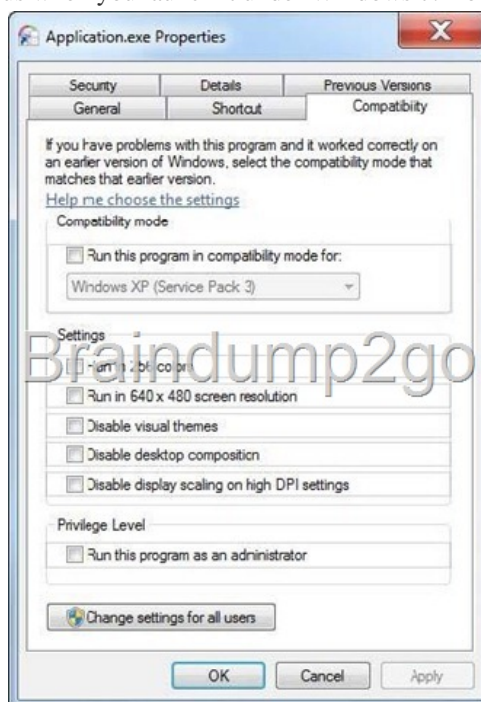 Application.exe Properties
Security Details Previous Versions
General Shortcut Compatibility
If you have problems with this program and it worked correctly on
an earlier version of Windows, select the compatibility mode that
matches that earlier version.
Help me choose the settings
Compatibility mode
Run this program in compatibility mode for:
Windows XP (Service Pack 3)
Settings
Braindump2go
Run in 256 colors
Run in 640 x 480 screen resolution
Disable visual themes
Disable desktop composition
Disable display scaling on high DPI settings
Privilege Level
Run this program as an administrator
Change settings for all users
OK Cancel Apply